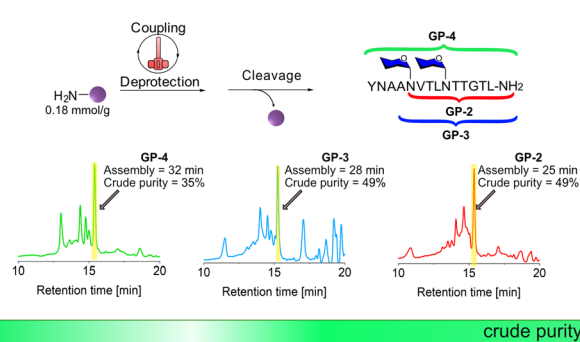 Coupling
Deprotection
H₂N
0.18 mmol/g
Cleavage
GP-4
O O
YNAANVTLNTTGTL-NH2
GP-2
GP-3
GP-4
Assembly = 32 min
Crude purity = 35%
10 15 20
Retention time [min]
GP-3
Assembly = 28 min
Crude purity = 49%
10 15 20
Retention time [min]
GP-2
Assembly = 25 min
Crude purity = 49%
10 15 20
Retention time [min]
crude purity